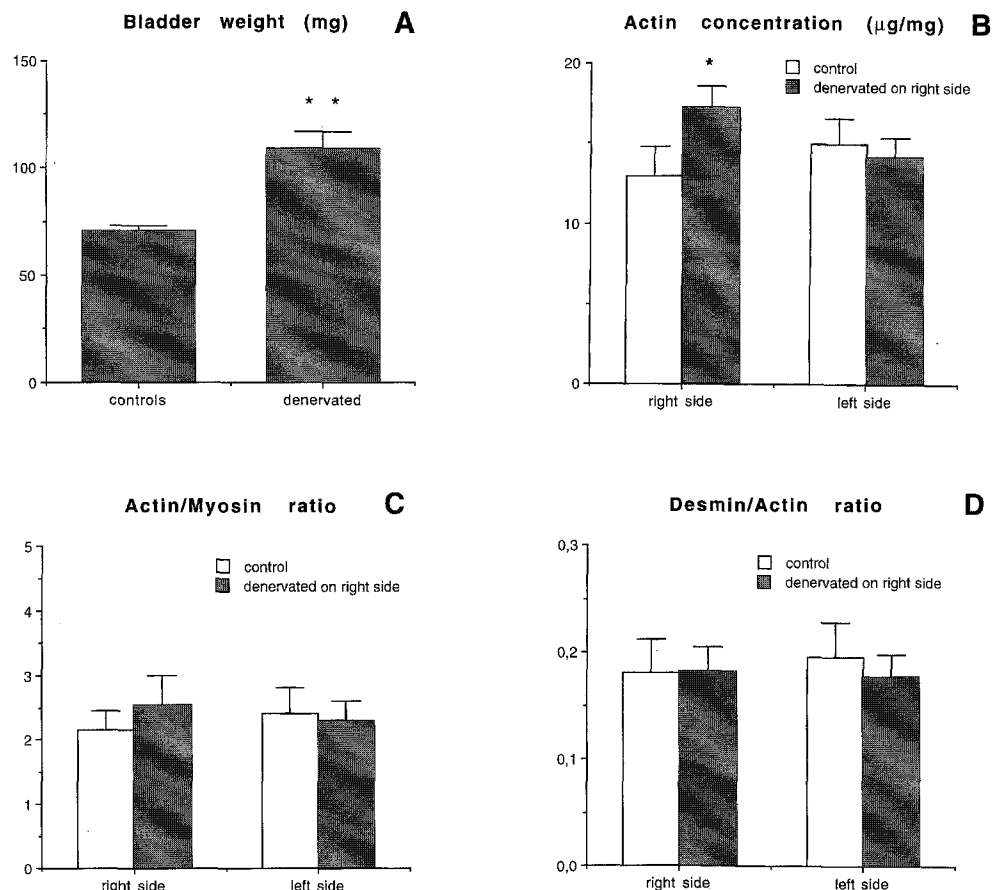 Bladder weight (mg) A
150
100
50
0
* *
controls denervated
Actin concentration (µg/mg) B
20
10
0
control
denervated on right side
*
right side left side
Actin/Myosin ratio C
5
4
3
2
1
0
control
denervated on right side
right side left side
Desmin/Actin ratio D
0,3
0,2
0,1
0,0
control
denervated on right side
right side left side